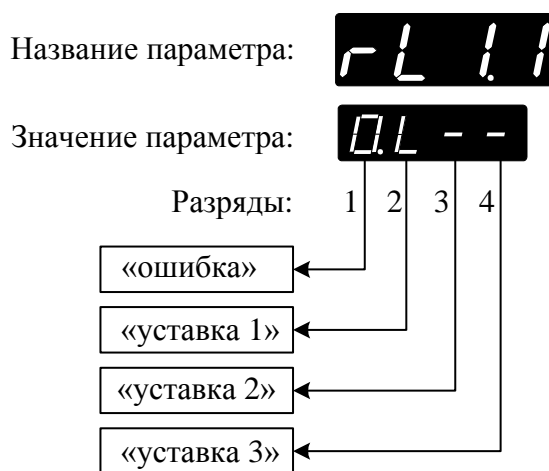 Название параметра: rL 1.1
Значение параметра: 0.L - -
Разряды: 1 2 3 4
«ошибка»
«уставка 1»
«уставка 2»
«уставка 3»